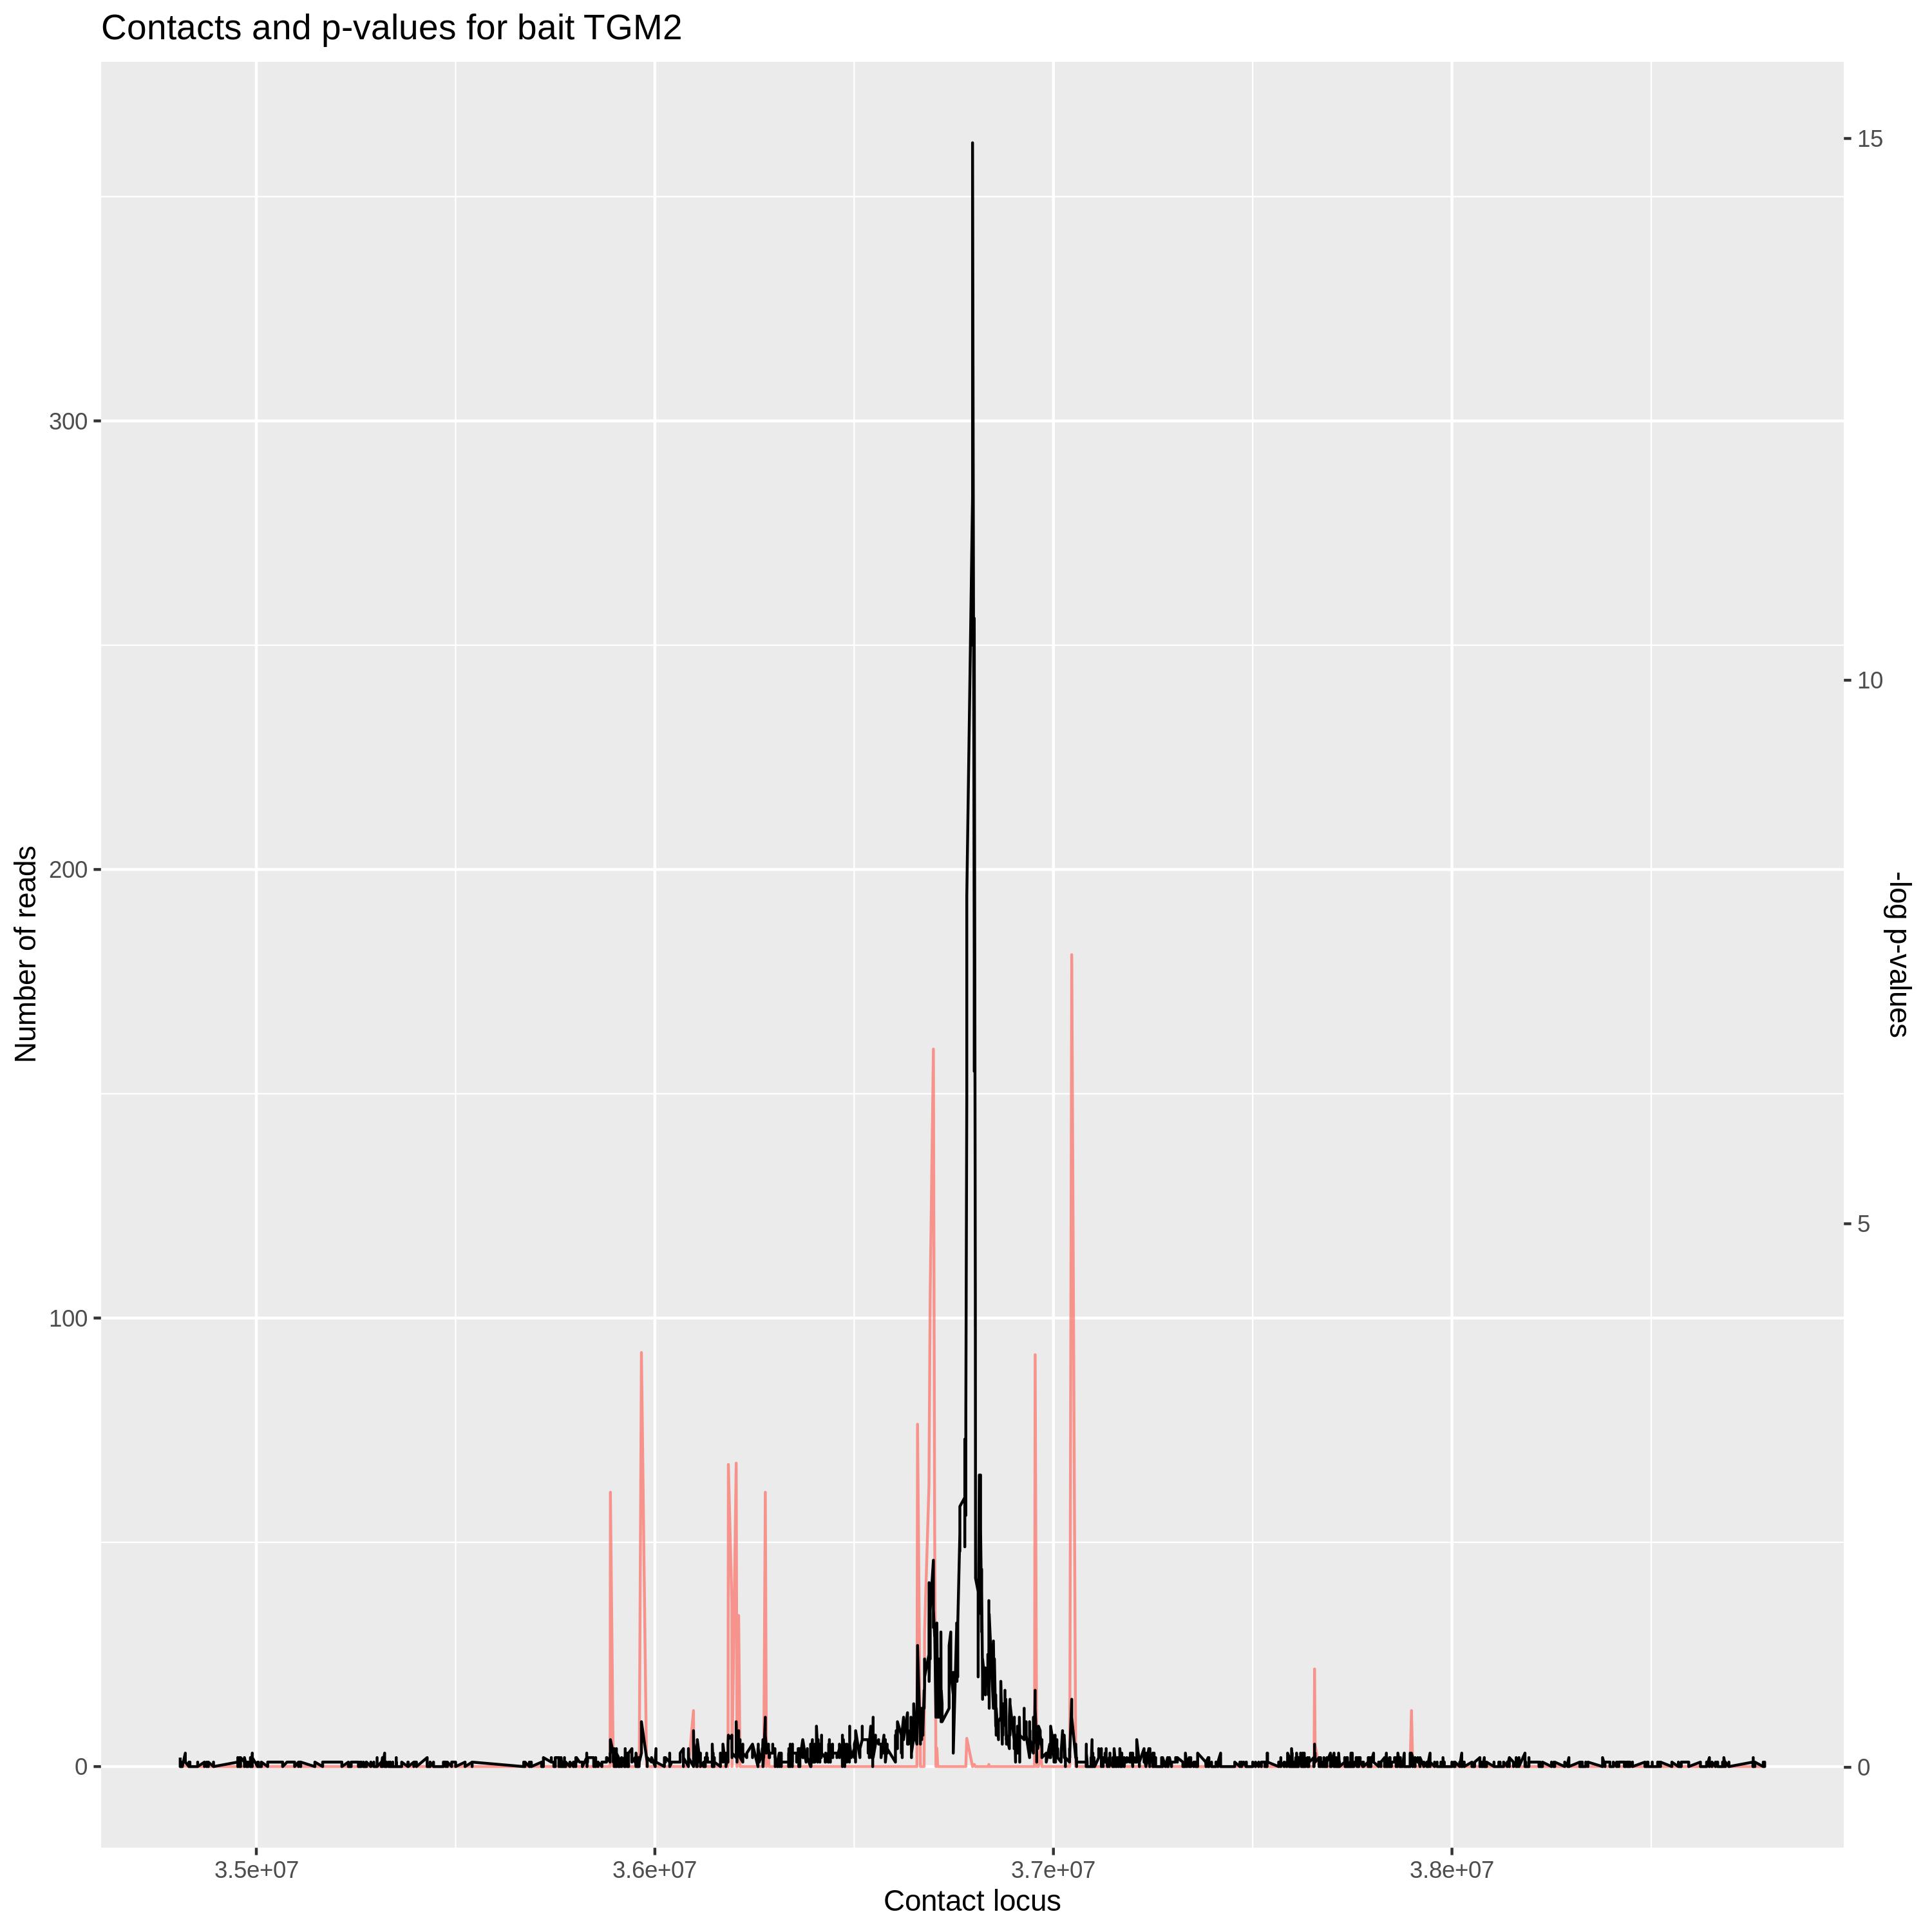 Contacts and p-values for bait TGM2
Number of reads
300
200
100
0
15
10
5
0
-log p-values
3.5e+07
3.6e+07
3.7e+07
3.8e+07
Contact locus